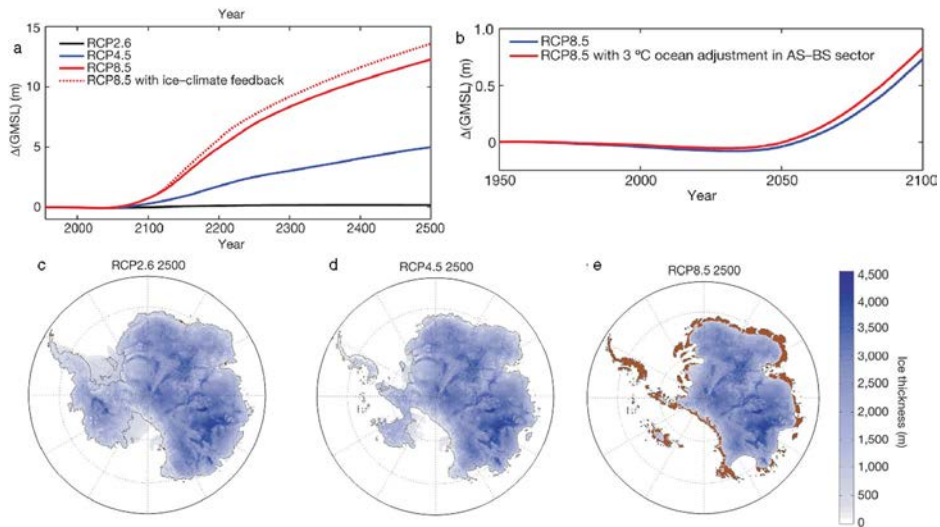 Year
a
RCP2.6
RCP4.5
RCP8.5
RCP8.5 with ice–climate feedback
Δ(GMSL) (m)
15
10
5
0
2000 2100 2200 2300 2400 2500
Year
b
RCP8.5
RCP8.5 with 3 ºC ocean adjustment in AS–BS sector
Δ(GMSL) (m)
1.0
0.5
0
1950 2000 2050 2100
Year
c
RCP2.6 2500
d
RCP4.5 2500
e
RCP8.5 2500
4,500
4,000
3,500
3,000
2,500
2,000
1,500
1,000
500
0
Ice thickness (m)